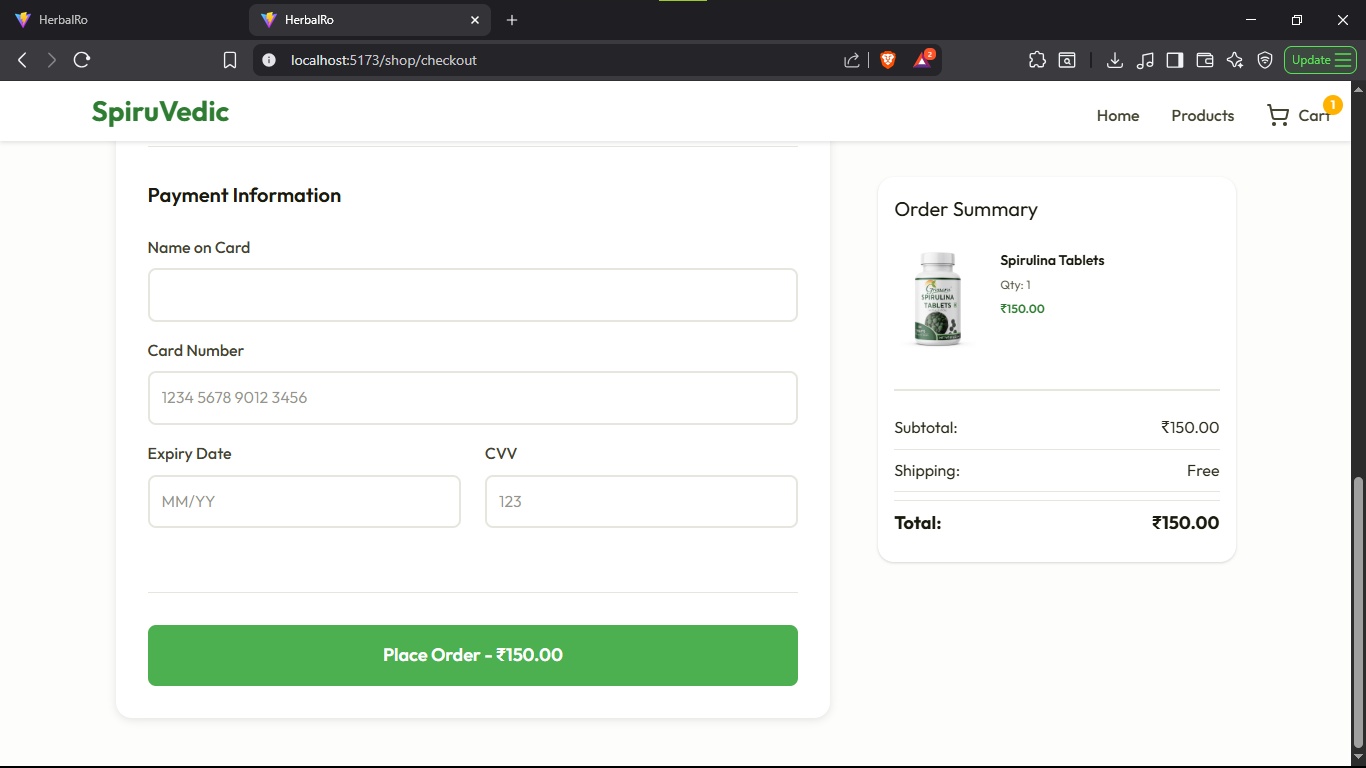 HerbalRo
HerbalRo
localhost:5173/shop/checkout
2
Update
SpiruVedic
Home
Products
Cart
1
Payment Information
Name on Card
Card Number
1234 5678 9012 3456
Expiry Date
CVV
MM/YY
123
Place Order - ₹150.00
Order Summary
SPIRULINA
TABLETS
Spirulina Tablets
Qty: 1
₹150.00
Subtotal:
₹150.00
Shipping:
Free
Total:
₹150.00